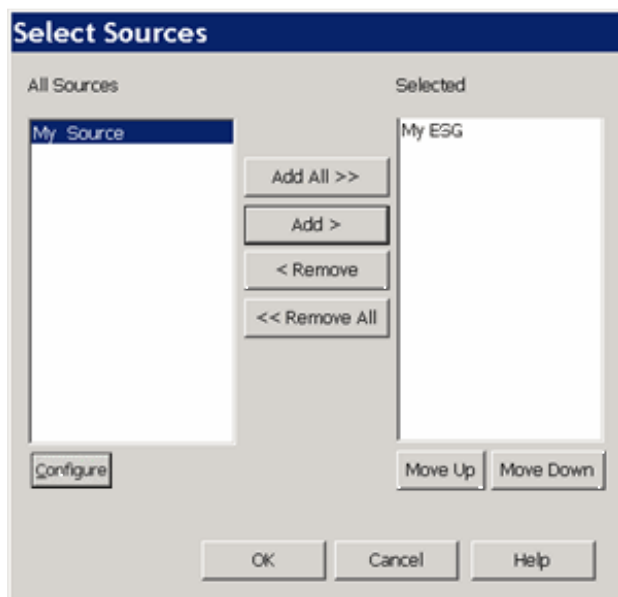 Select Sources
All Sources
Selected
My Source
My ESG
Add All >>
Add >
< Remove
<< Remove All
Configure
Move Up
Move Down
OK
Cancel
Help